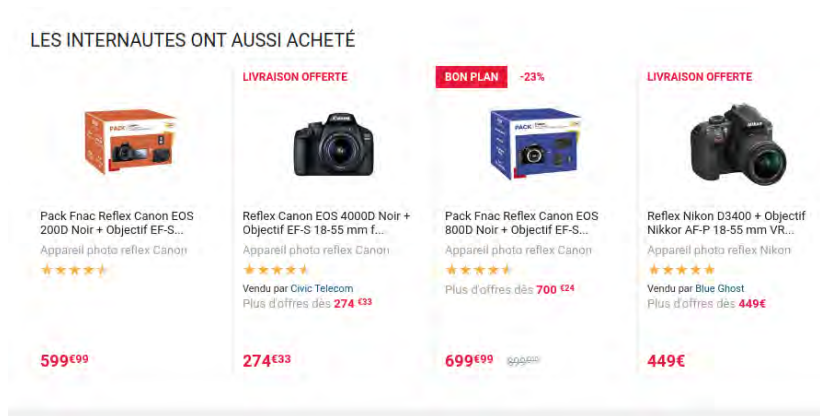 LES INTERNAUTES ONT AUSSI ACHETÉ
PACK
Pack Fnac Reflex Canon EOS
200D Noir + Objectif EF-S...
Appareil photo reflex Canon
599€99
LIVRAISON OFFERTE
Canon
Reflex Canon EOS 4000D Noir +
Objectif EF-S 18-55 mm f...
Appareil photo reflex Canon
Vendu par Civic Telecom
Plus d'offres dès 274 €33
274€33
BON PLAN -23%
PACK
Pack Fnac Reflex Canon EOS
800D Noir + Objectif EF-S...
Appareil photo reflex Canon
Plus d'offres dès 700 €24
699€99 899€
LIVRAISON OFFERTE
Nikon
Reflex Nikon D3400 + Objectif
Nikkor AF-P 18-55 mm VR...
Appareil photo reflex Nikon
Vendu par Blue Ghost
Plus d'offres dès 449€
449€